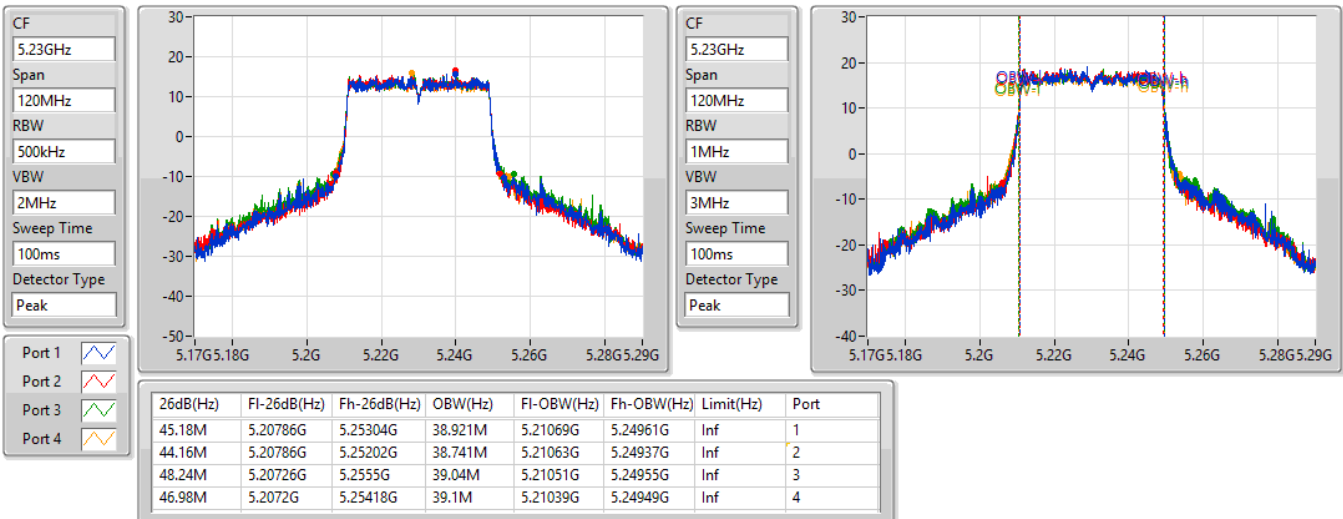 CF
5.23GHz
Span
120MHz
RBW
500kHz
VBW
2MHz
Sweep Time
100ms
Detector Type
Peak
30
20
10
0
-10
-20
-30
-40
-50
5.17G 5.18G 5.2G 5.22G 5.24G 5.26G 5.28G 5.29G
CF
5.23GHz
Span
120MHz
RBW
1MHz
VBW
3MHz
Sweep Time
100ms
Detector Type
Peak
30
20
10
0
-10
-20
-30
-40
5.17G 5.18G 5.2G 5.22G 5.24G 5.26G 5.28G 5.29G
Port 1
Port 2
Port 3
Port 4
26dB(Hz) Fl-26dB(Hz) Fh-26dB(Hz) OBW(Hz) Fl-OBW(Hz) Fh-OBW(Hz) Limit(Hz) Port
45.18M 5.20786G 5.25304G 38.921M 5.21069G 5.24961G Inf 1
44.16M 5.20786G 5.25202G 38.741M 5.21063G 5.24937G Inf 2
48.24M 5.20726G 5.2555G 39.04M 5.21051G 5.24955G Inf 3
46.98M 5.2072G 5.25418G 39.1M 5.21039G 5.24949G Inf 4